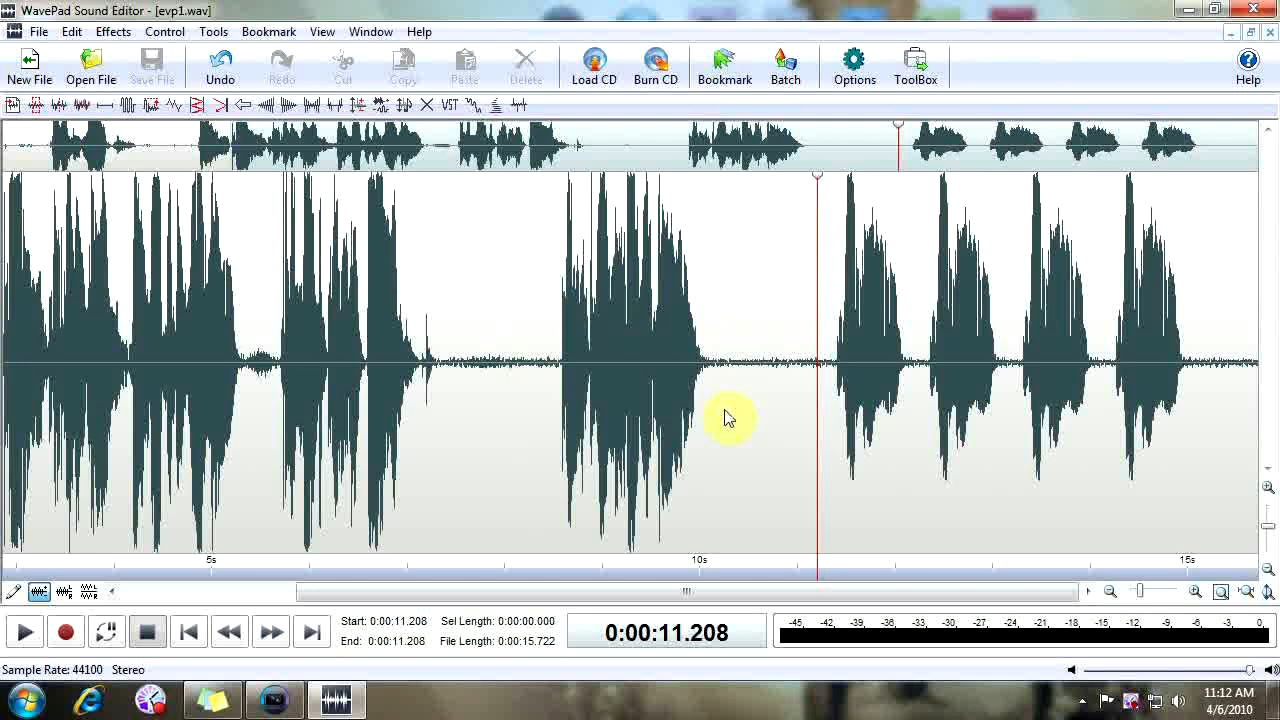 WavePad Sound Editor - [evp1.wav]
File Edit Effects Control Tools Bookmark View Window Help
New File Open File Save File Undo Redo Cut Copy Paste Delete Load CD Burn CD Bookmark Batch Options ToolBox Help
VST
5s 10s 15s
Start: 0:00:11.208 Sel Length: 0:00:00.000
End: 0:00:11.208 File Length: 0:00:15.722
0:00:11.208
-45, -42, -39, -36, -33, -30, -27, -24, -21, -18, -15, -12, -9, -6, -3, 0,
Sample Rate: 44100 Stereo
11:12 AM
4/6/2010